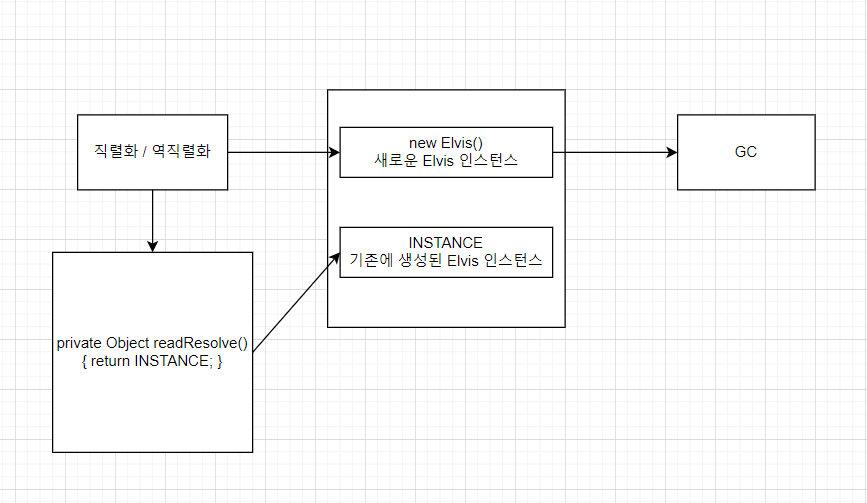 직렬화 / 역직렬화
new Elvis()
새로운 Elvis 인스턴스
GC
INSTANCE
기존에 생성된 Elvis 인스턴스
private Object readResolve()
{ return INSTANCE; }